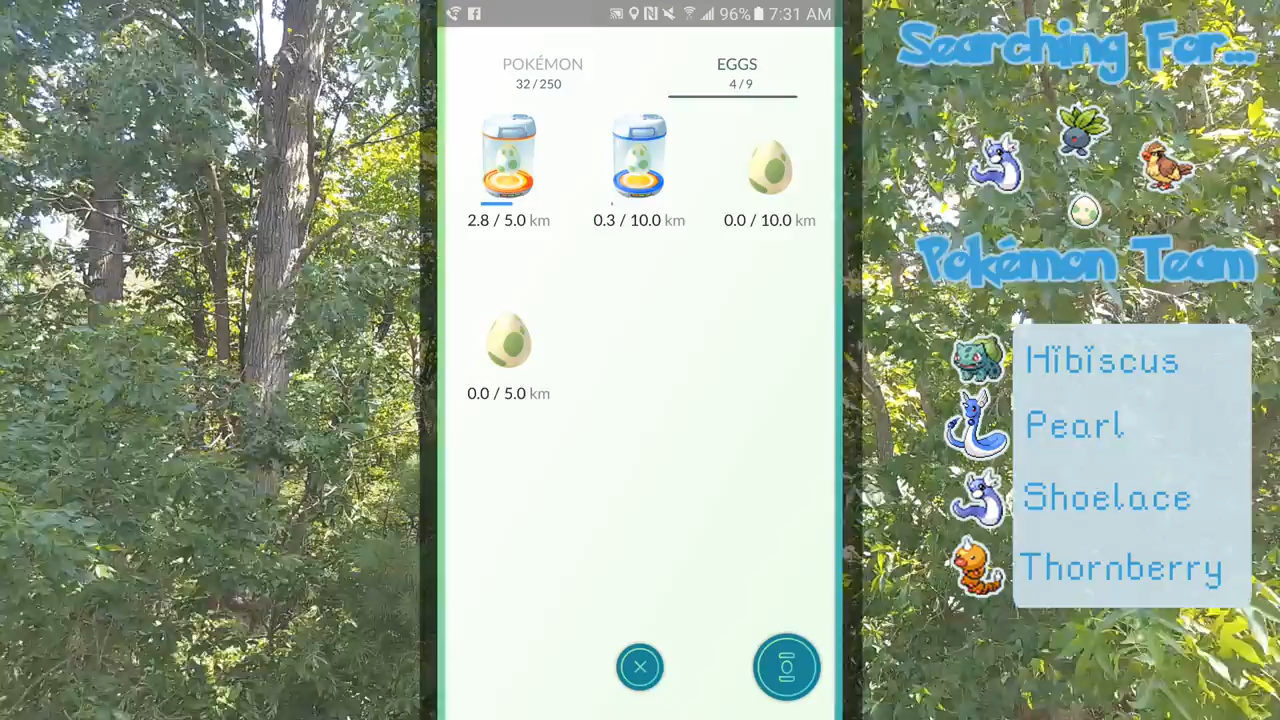 96% 7:31 AM
POKÉMON
32 / 250
EGGS
4 / 9
2.8 / 5.0 km
0.3 / 10.0 km
0.0 / 10.0 km
0.0 / 5.0 km
Searching For...
Pokémon Team
Hibiscus
Pearl
Shoelace
Thornberry